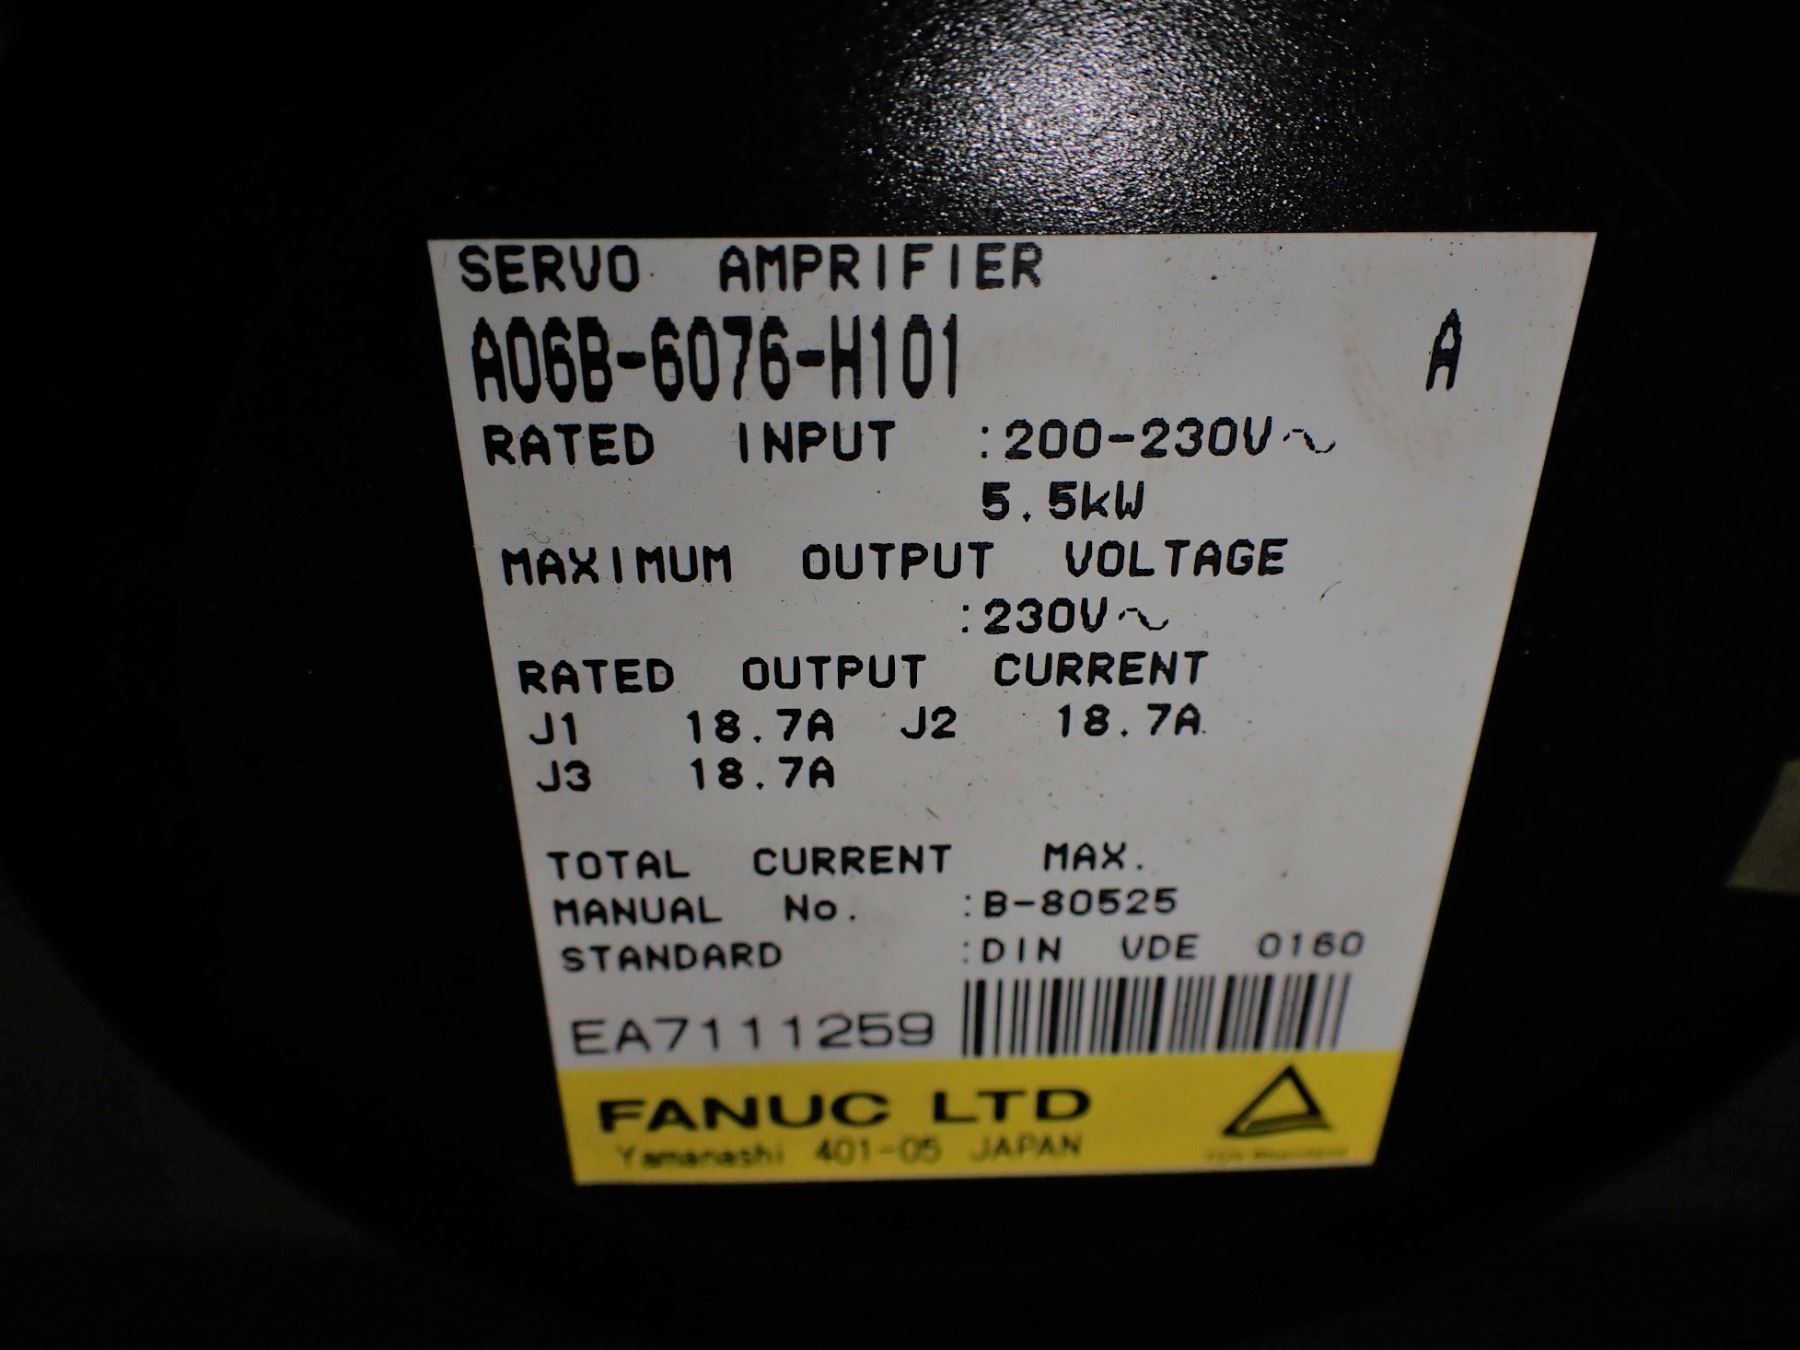 SERVO AMPRIFIER
A06B-6076-H101 A
RATED INPUT :200-230V~
5.5kW
MAXIMUM OUTPUT VOLTAGE
:230V~
RATED OUTPUT CURRENT
J1 18.7A J2 18.7A
J3 18.7A
TOTAL CURRENT MAX.
MANUAL No. :B-80525
STANDARD :DIN VDE 0160
EA7111259
FANUC LTD
Yamanashi 401-05 JAPAN